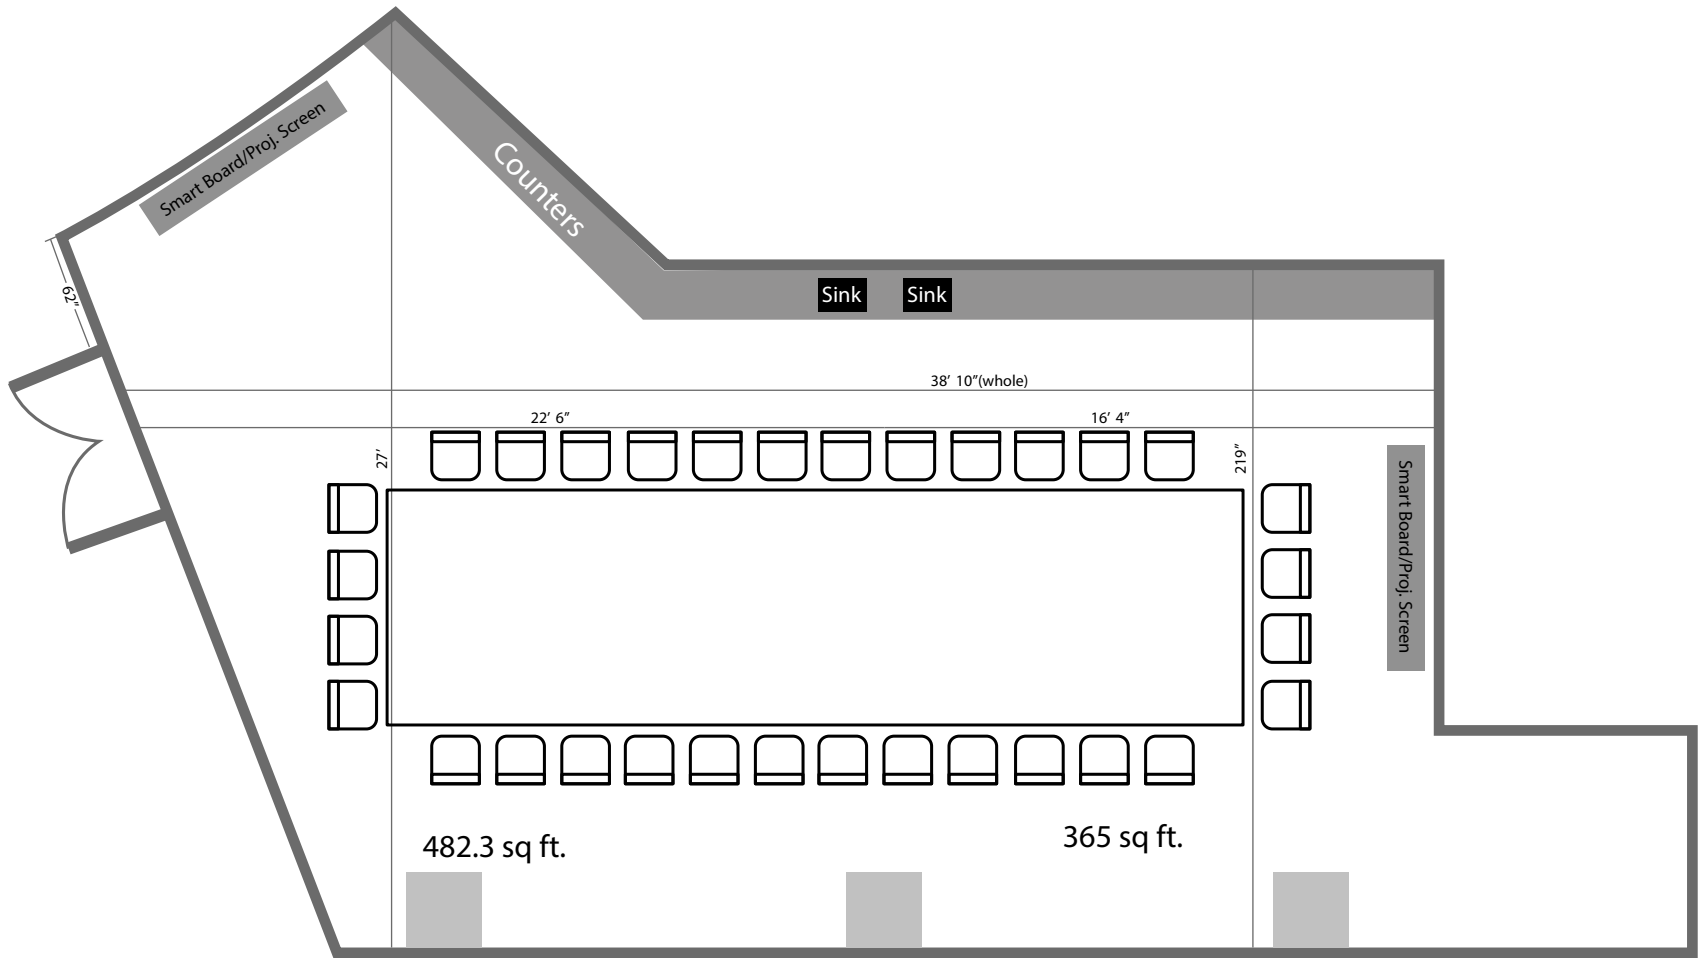 Smart Board/Proj. Screen
Counters
Sink
Sink
62”
38’ 10”(whole)
22’ 6”
16’ 4”
27’
219”
Smart Board/Proj. Screen
482.3 sq ft.
365 sq ft.